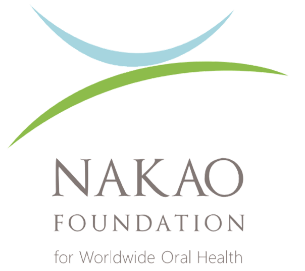 NAKAO
FOUNDATION
for Worldwide Oral Health